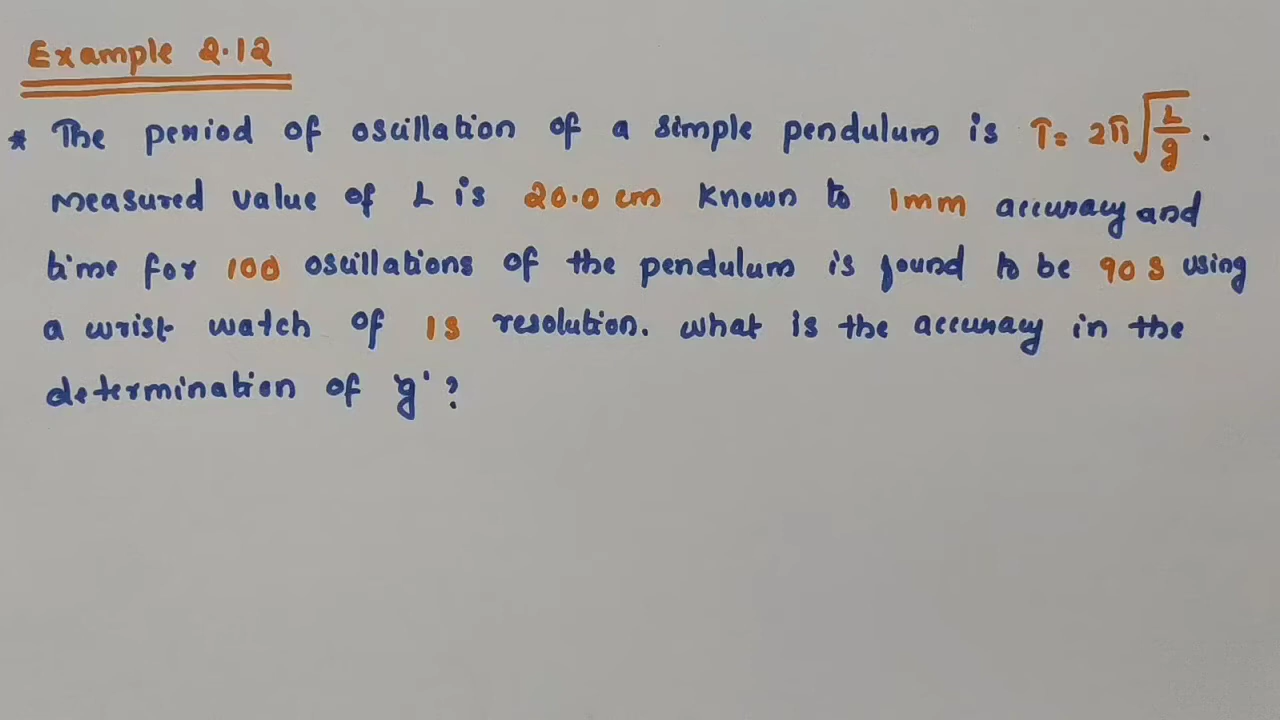 Example 2.12
* The period of oscillation of a simple pendulum is T = 2π√(L/g).
measured value of L is 20.0 cm known to 1mm accuracy and
time for 100 oscillations of the pendulum is found to be 90 s using
a wrist watch of 1s resolution. what is the accuracy in the
determination of 'g' ?